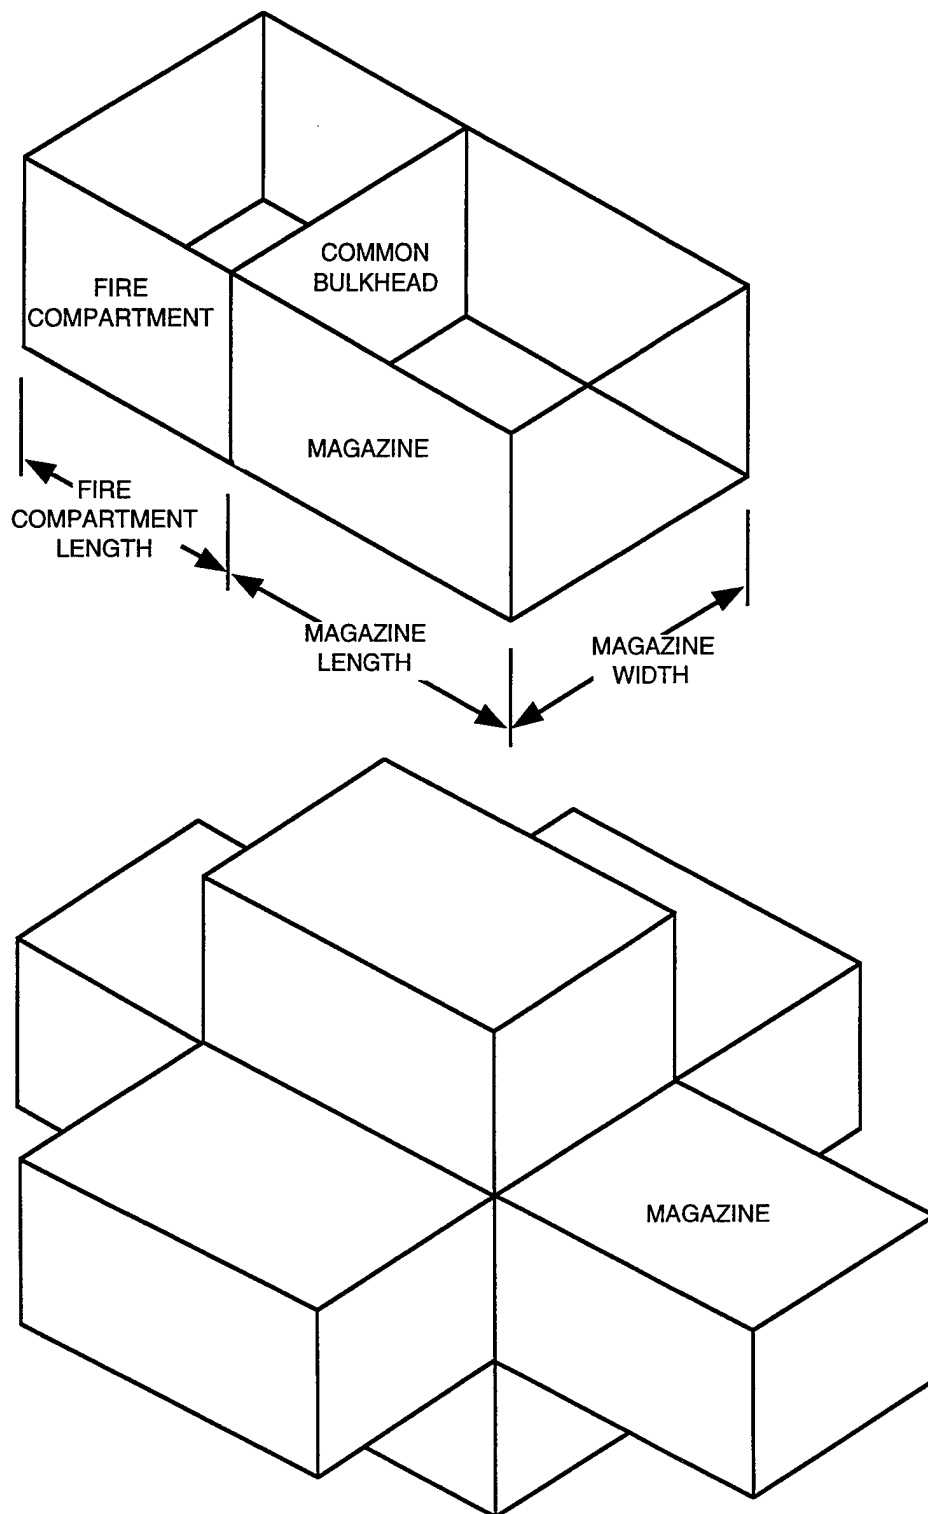 COMMON
BULKHEAD
FIRE
COMPARTMENT
MAGAZINE
FIRE
COMPARTMENT
LENGTH
MAGAZINE
LENGTH
MAGAZINE
WIDTH
MAGAZINE